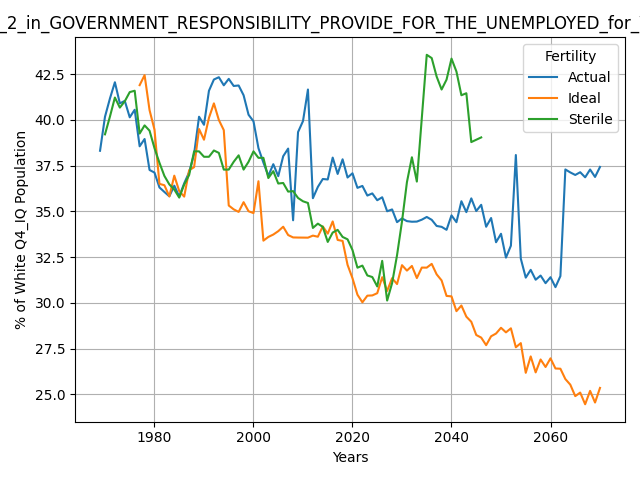 _2_in_GOVERNMENT_RESPONSIBILITY_PROVIDE_FOR_THE_UNEMPLOYED_for_
Fertility
Actual
Ideal
Sterile
% of White Q4_IQ Population
42.5
40.0
37.5
35.0
32.5
30.0
27.5
25.0
1980
2000
2020
2040
2060
Years